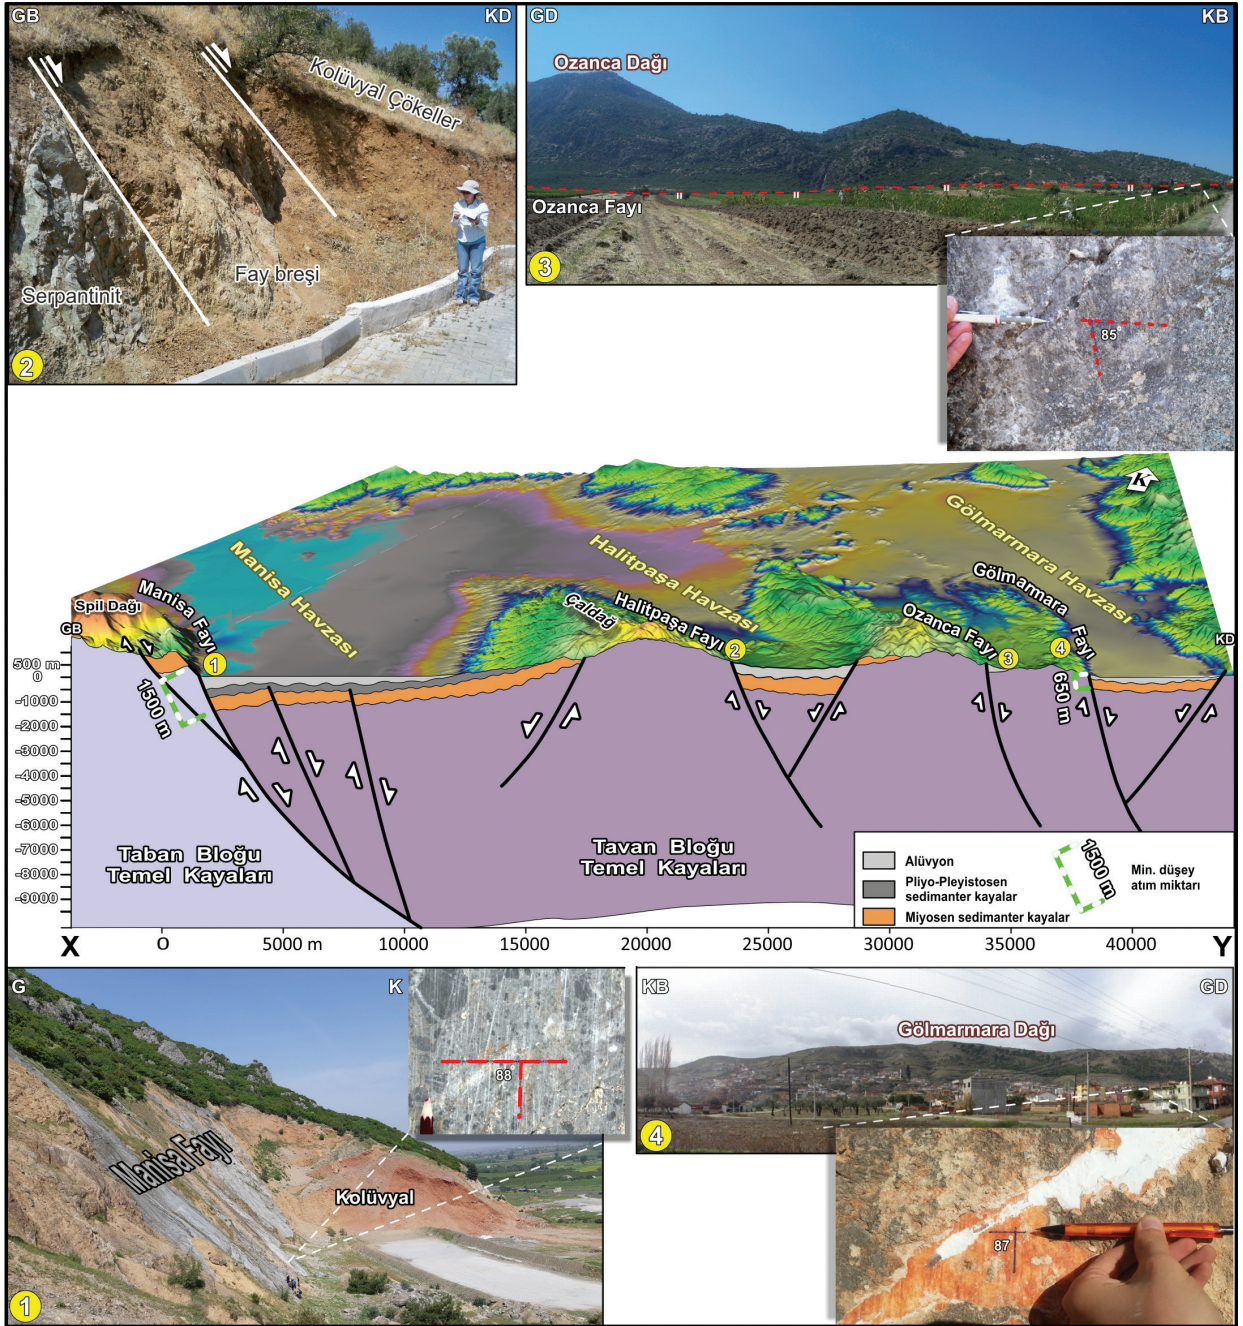 GB
KD
Kolüvyal Çökeller
Fay breşi
Serpantinit
2
GD
KB
Ozanca Dağı
Ozanca Fayı
3
85°
K
Manisa Havzası
Halitpaşa Havzası
Gölmarmara Havzası
Spil Dağı
Manisa Fayı
Çaldağ
Halitpaşa Fayı
Ozanca Fayı
Gölmarmara Fayı
GB
KD
1
2
3
4
500 m
0
-1000
-2000
-3000
-4000
-5000
-6000
-7000
-8000
-9000
1500 m
650 m
Taban Bloğu
Temel Kayaları
Tavan Bloğu
Temel Kayaları
Alüvyon
Pliyo-Pleyistosen
sedimanter kayalar
Miyosen sedimanter kayalar
1500 m
Min. düşey
atım miktarı
X
O
5000 m
10000
15000
20000
25000
30000
35000
40000
Y
G
K
Manisa Fayı
Kolüvyal
88°
1
KB
GD
Gölmarmara Dağı
4
87°